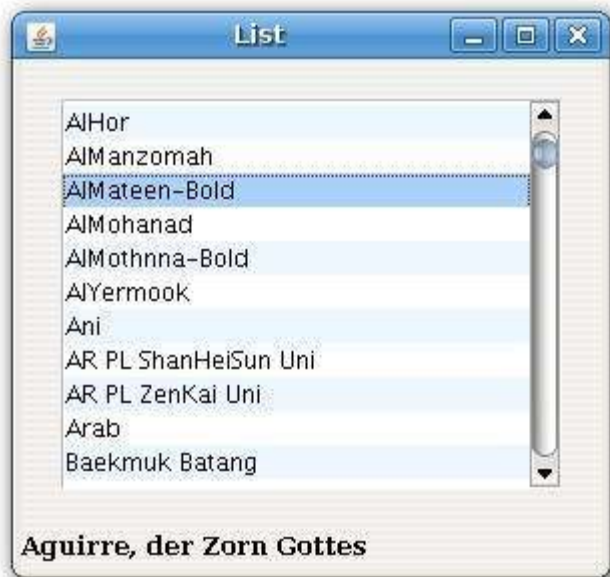 List
AlHor
AlManzomah
AlMateen-Bold
AlMohanad
AlMothnna-Bold
AlYermook
Ani
AR PL ShanHeiSun Uni
AR PL ZenKai Uni
Arab
Baekmuk Batang
Aguirre, der Zorn Gottes